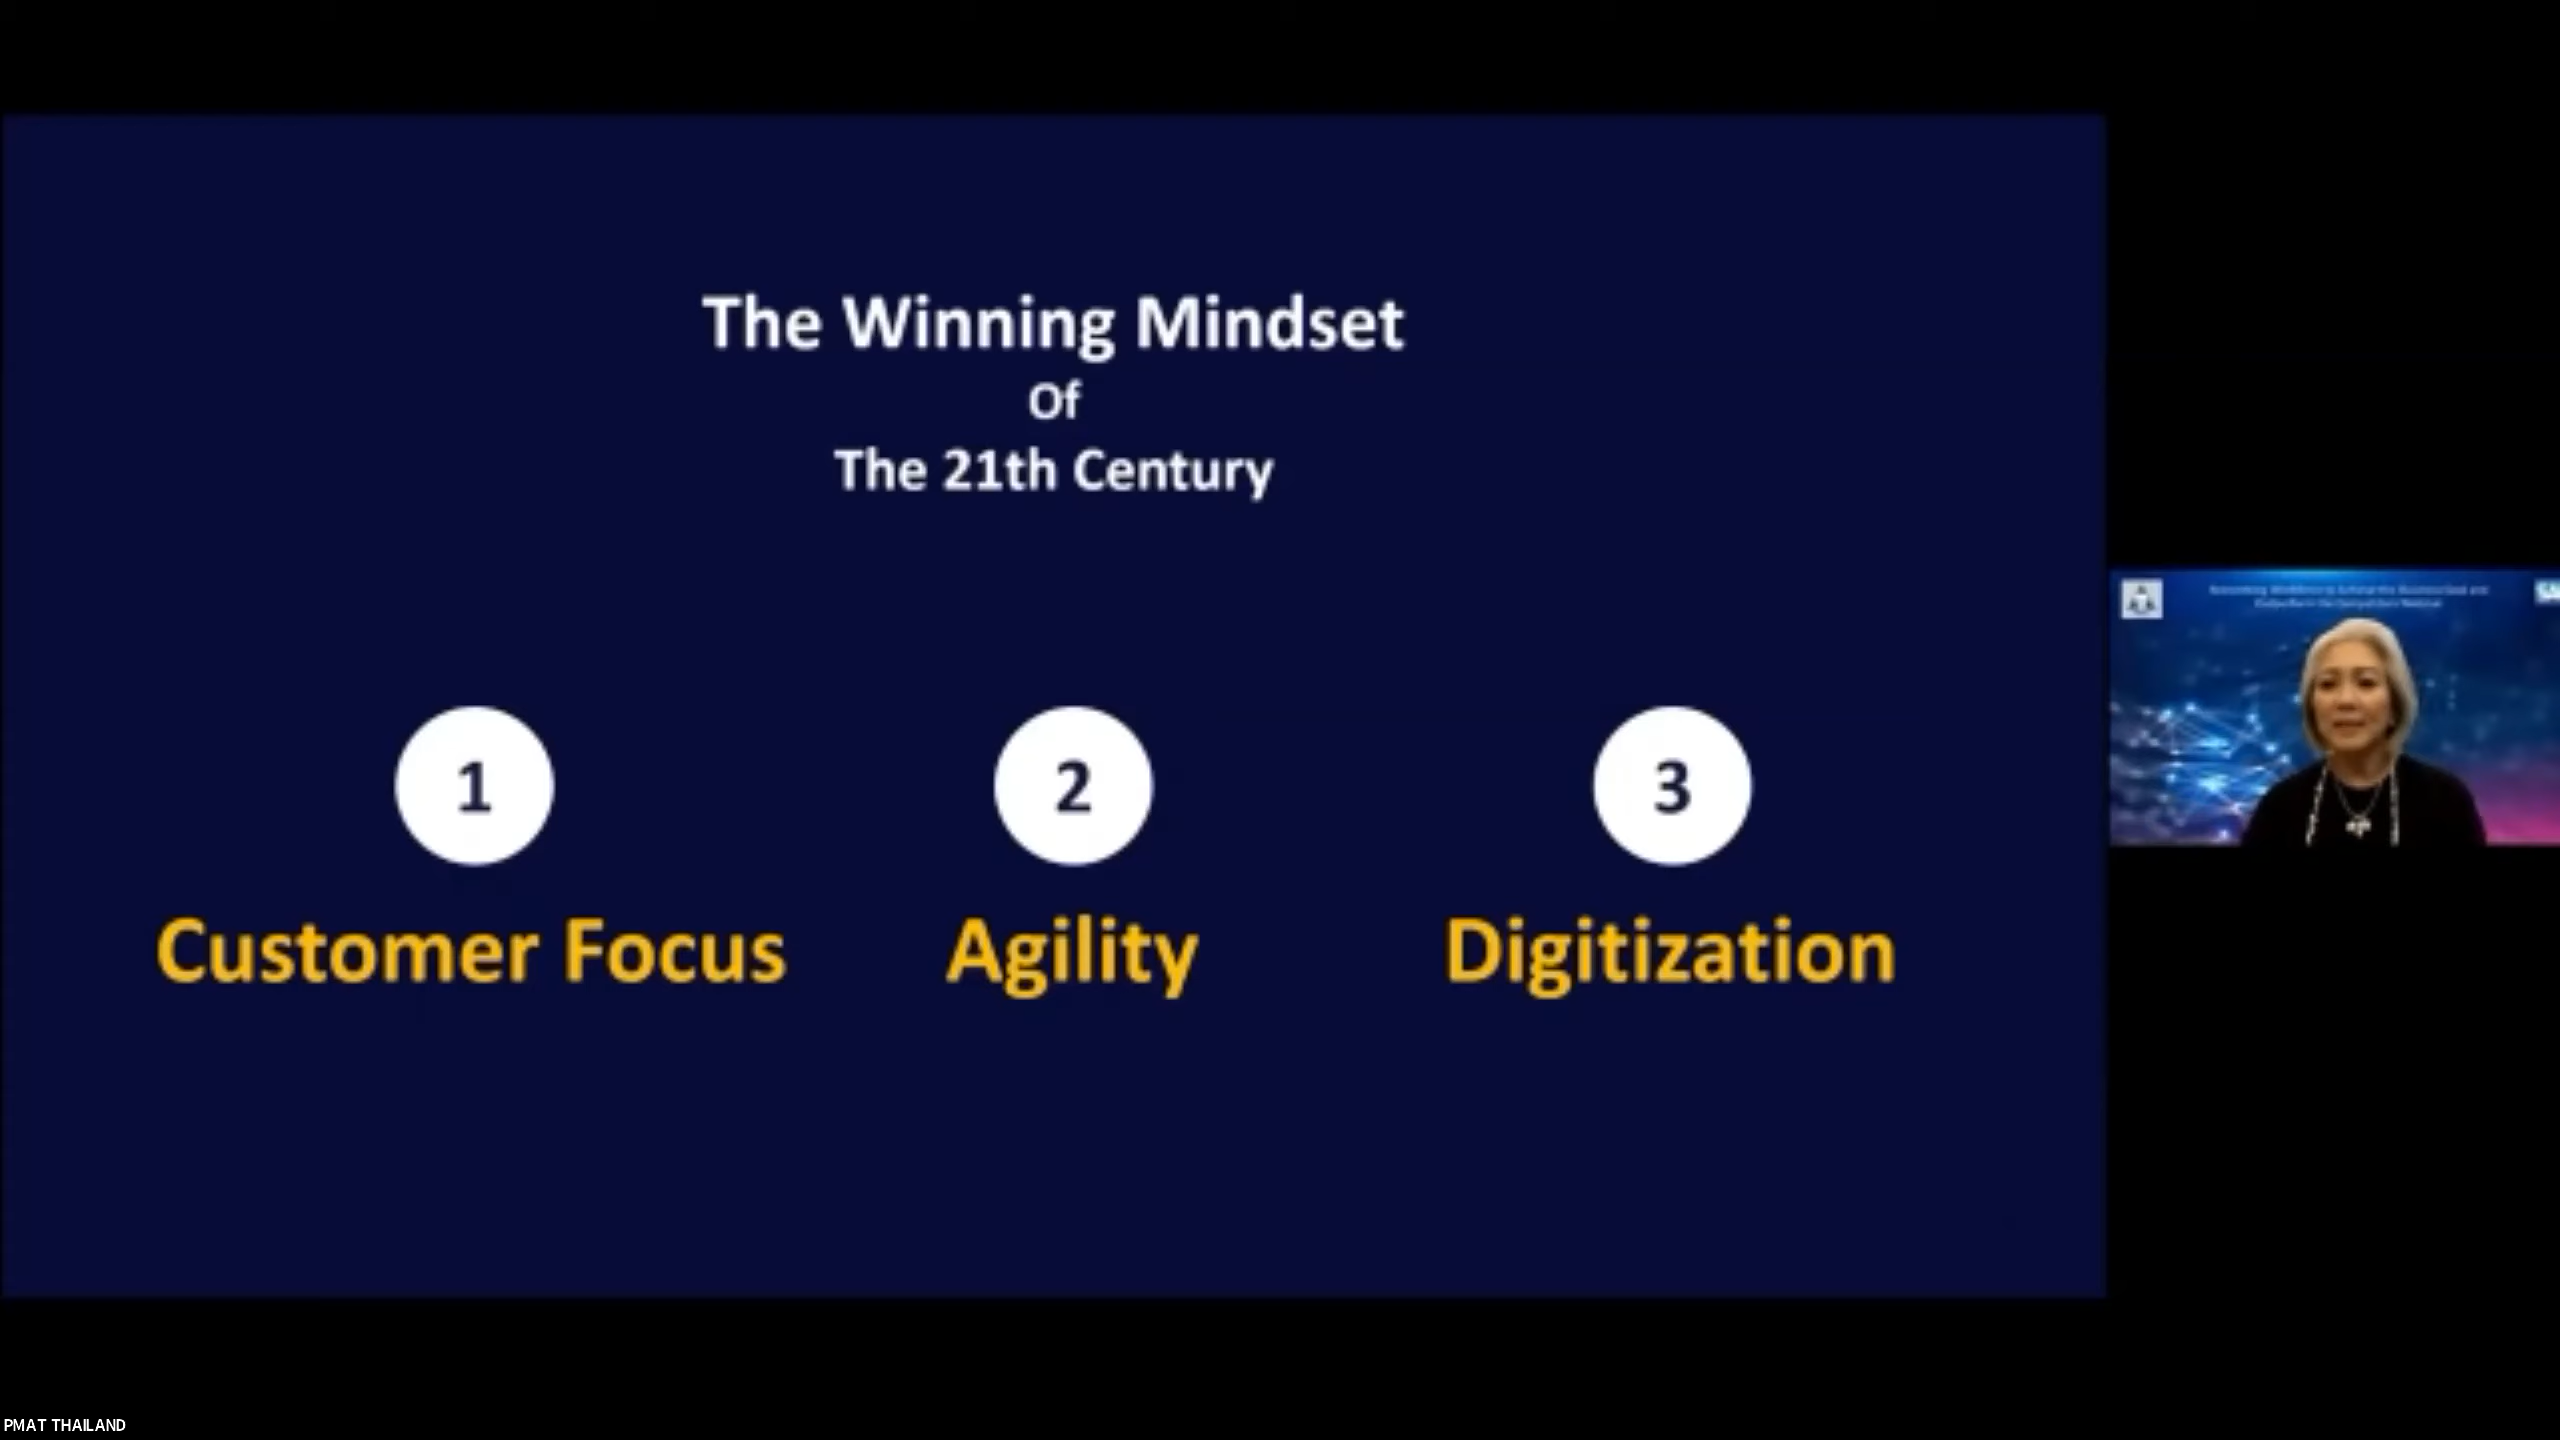 The Winning Mindset
Of
The 21th Century
1
2
3
Customer Focus
Agility
Digitization
PMAT THAILAND